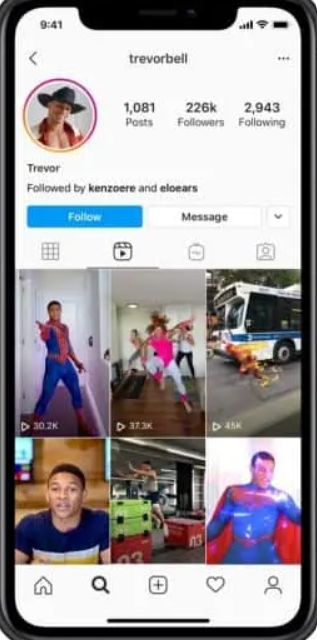 9:41
trevorbell
1,081 226k 2,943
Posts Followers Following
Trevor
Followed by kenzoere and eloears
Follow Message
30.2K 37.3K 45K
n3